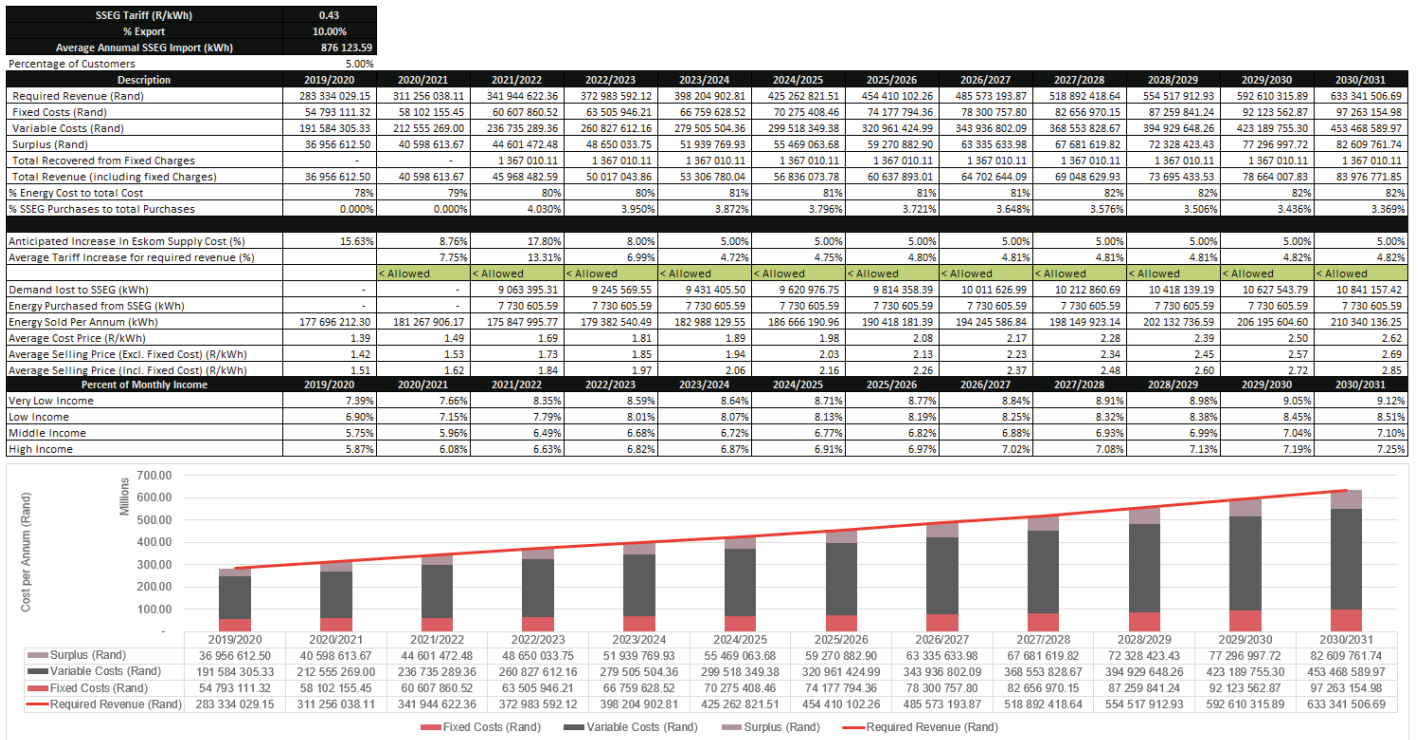 SSEG Tariff (R/kWh) 0.43
% Export 10.00%
Average Annumal SSEG Import (kWh) 876 123.59
Percentage of Customers 5.00%
Description 2019/2020 2020/2021 2021/2022 2022/2023 2023/2024 2024/2025 2025/2026 2026/2027 2027/2028 2028/2029 2029/2030 2030/2031
Required Revenue (Rand) 283 334 029.15 311 256 038.11 341 944 622.36 372 983 592.12 398 204 902.81 425 262 821.51 454 410 102.26 485 573 193.87 518 892 418.64 554 517 912.93 592 610 315.89 633 341 506.69
Fixed Costs (Rand) 54 793 111.32 58 102 155.45 60 607 860.52 63 505 946.21 66 759 628.52 70 275 408.46 74 177 794.36 78 300 757.80 82 656 970.15 87 259 841.24 92 123 562.87 97 263 154.98
Variable Costs (Rand) 191 584 305.33 212 555 269.00 236 735 289.36 260 827 612.16 279 505 504.36 299 518 349.38 320 961 424.99 343 936 802.09 368 553 828.67 394 929 648.26 423 189 755.30 453 468 589.97
Surplus (Rand) 36 956 612.50 40 598 613.67 44 601 472.48 48 650 033.75 51 939 769.93 55 469 063.68 59 270 882.90 63 335 633.98 67 681 619.82 72 328 423.43 77 296 997.72 82 609 761.74
Total Recovered from Fixed Charges - - 1 367 010.11 1 367 010.11 1 367 010.11 1 367 010.11 1 367 010.11 1 367 010.11 1 367 010.11 1 367 010.11 1 367 010.11 1 367 010.11
Total Revenue (including fixed Charges) 36 956 612.50 40 598 613.67 45 968 482.59 50 017 043.86 53 306 780.04 56 836 073.78 60 637 893.01 64 702 644.09 69 048 629.93 73 695 433.53 78 664 007.83 83 976 771.85
% Energy Cost to total Cost 78% 79% 80% 80% 81% 81% 81% 81% 82% 82% 82% 82%
% SSEG Purchases to total Purchases 0.000% 0.000% 4.030% 3.950% 3.872% 3.796% 3.721% 3.648% 3.576% 3.506% 3.436% 3.369%
Anticipated Increase In Eskom Supply Cost (%) 15.63% 8.76% 17.80% 8.00% 5.00% 5.00% 5.00% 5.00% 5.00% 5.00% 5.00% 5.00%
Average Tariff Increase for required revenue (%) 7.75% 13.31% 6.99% 4.72% 4.75% 4.80% 4.81% 4.81% 4.81% 4.82% 4.82%
< Allowed < Allowed < Allowed < Allowed < Allowed < Allowed < Allowed < Allowed < Allowed < Allowed < Allowed
Demand lost to SSEG (kWh) - - 9 063 395.31 9 245 569.55 9 431 405.50 9 620 976.75 9 814 358.39 10 011 626.99 10 212 860.69 10 418 139.19 10 627 543.79 10 841 157.42
Energy Purchased from SSEG (kWh) - - 7 730 605.59 7 730 605.59 7 730 605.59 7 730 605.59 7 730 605.59 7 730 605.59 7 730 605.59 7 730 605.59 7 730 605.59 7 730 605.59
Energy Sold Per Annum (kWh) 177 696 212.30 181 267 906.17 175 847 995.77 179 382 540.49 182 988 129.55 186 666 190.96 190 418 181.39 194 245 586.84 198 149 923.14 202 132 736.59 206 195 604.60 210 340 136.25
Average Cost Price (R/kWh) 1.39 1.49 1.69 1.81 1.89 1.98 2.08 2.17 2.28 2.39 2.50 2.62
Average Selling Price (Excl. Fixed Cost) (R/kWh) 1.42 1.53 1.73 1.85 1.94 2.03 2.13 2.23 2.34 2.45 2.57 2.69
Average Selling Price (Incl. Fixed Cost) (R/kWh) 1.51 1.62 1.84 1.97 2.06 2.16 2.26 2.37 2.48 2.60 2.72 2.85
Percent of Monthly Income 2019/2020 2020/2021 2021/2022 2022/2023 2023/2024 2024/2025 2025/2026 2026/2027 2027/2028 2028/2029 2029/2030 2030/2031
Very Low Income 7.39% 7.66% 8.35% 8.59% 8.64% 8.71% 8.77% 8.84% 8.91% 8.98% 9.05% 9.12%
Low Income 6.90% 7.15% 7.79% 8.01% 8.07% 8.13% 8.19% 8.25% 8.32% 8.38% 8.45% 8.51%
Middle Income 5.75% 5.96% 6.49% 6.68% 6.72% 6.77% 6.82% 6.88% 6.93% 6.99% 7.04% 7.10%
High Income 5.87% 6.08% 6.63% 6.82% 6.87% 6.91% 6.97% 7.02% 7.08% 7.13% 7.19% 7.25%
Cost per Annum (Rand)
Millions
700.00
600.00
500.00
400.00
300.00
200.00
100.00
-
2019/2020 2020/2021 2021/2022 2022/2023 2023/2024 2024/2025 2025/2026 2026/2027 2027/2028 2028/2029 2029/2030 2030/2031
Surplus (Rand) 36 956 612.50 40 598 613.67 44 601 472.48 48 650 033.75 51 939 769.93 55 469 063.68 59 270 882.90 63 335 633.98 67 681 619.82 72 328 423.43 77 296 997.72 82 609 761.74
Variable Costs (Rand) 191 584 305.33 212 555 269.00 236 735 289.36 260 827 612.16 279 505 504.36 299 518 349.38 320 961 424.99 343 936 802.09 368 553 828.67 394 929 648.26 423 189 755.30 453 468 589.97
Fixed Costs (Rand) 54 793 111.32 58 102 155.45 60 607 860.52 63 505 946.21 66 759 628.52 70 275 408.46 74 177 794.36 78 300 757.80 82 656 970.15 87 259 841.24 92 123 562.87 97 263 154.98
Required Revenue (Rand) 283 334 029.15 311 256 038.11 341 944 622.36 372 983 592.12 398 204 902.81 425 262 821.51 454 410 102.26 485 573 193.87 518 892 418.64 554 517 912.93 592 610 315.89 633 341 506.69
Fixed Costs (Rand) Variable Costs (Rand) Surplus (Rand) Required Revenue (Rand)